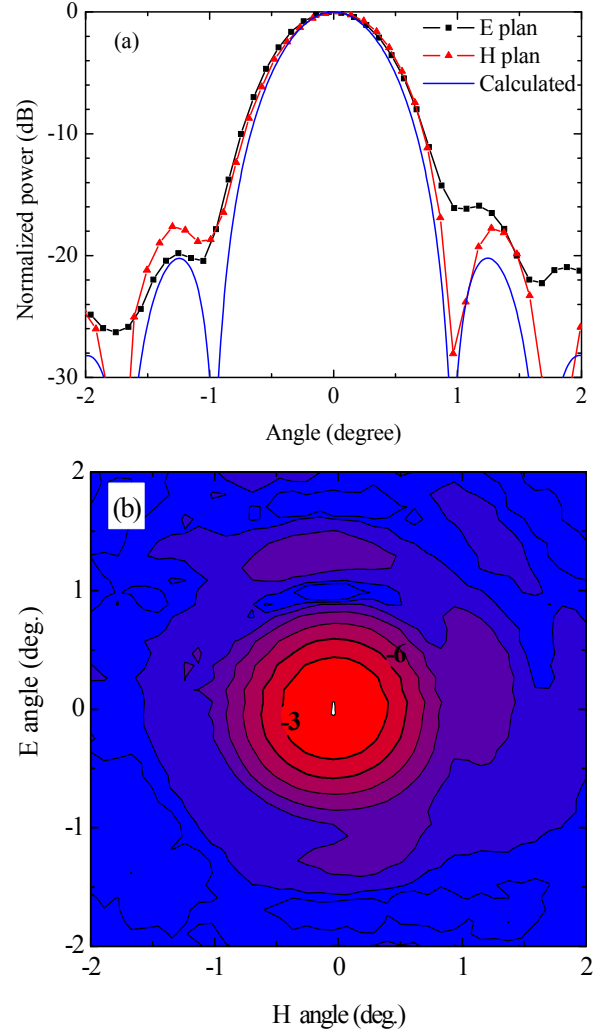 (a)
E plan
H plan
Calculated
Normalized power (dB)
0
-10
-20
-30
-2
-1
0
1
2
Angle (degree)
(b)
E angle (deg.)
2
1
0
-1
-2
-6
-3
-2
-1
0
1
2
H angle (deg.)